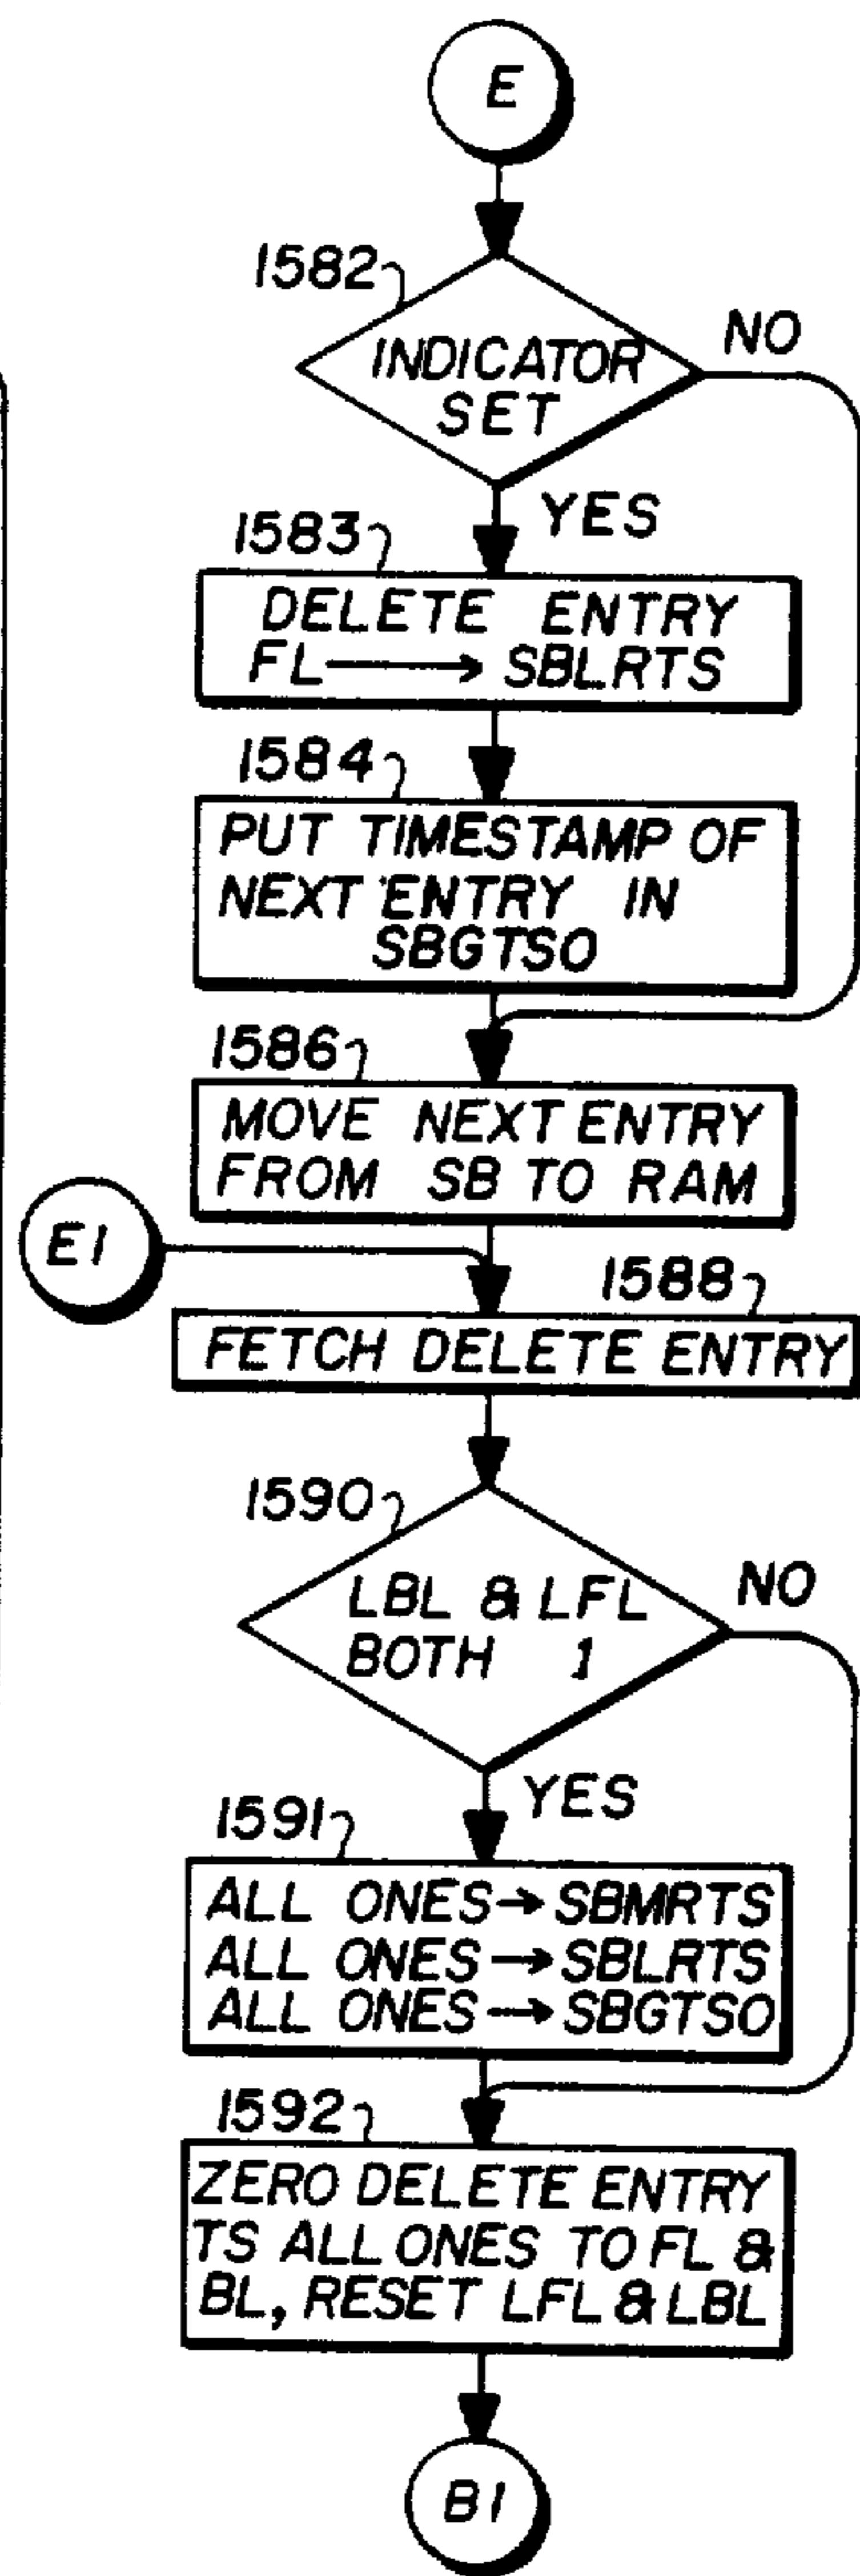 E
1582
INDICATOR
SET
NO
YES
1583
DELETE ENTRY
FL → SBLRTS
1584
PUT TIMESTAMP OF
NEXT ENTRY IN
SBGTSO
1586
MOVE NEXT ENTRY
FROM SB TO RAM
E1
1588
FETCH DELETE ENTRY
1590
LBL & LFL
BOTH 1
NO
YES
1591
ALL ONES → SBMRTS
ALL ONES → SBLRTS
ALL ONES → SBGTSO
1592
ZERO DELETE ENTRY
TS ALL ONES TO FL &
BL, RESET LFL & LBL
B1